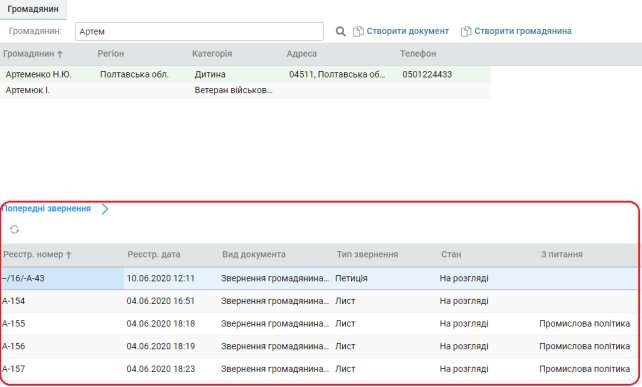 Громадянин
Громадянин: Артем Створити документ Створити громадянина
Громадянин ↑ Регіон Категорія Адреса Телефон
Артеменко Н.Ю. Полтавська обл. Дитина 04511, Полтавська об... 0501224433
Артемюк І. Ветеран військов...
Попередні звернення
Реєстр. номер ↑ Реєстр. дата Вид документа Тип звернення Стан З питання
--/16/-А-43 10.06.2020 12:11 Звернення громадянина... Петиція На розгляді
А-154 04.06.2020 16:51 Звернення громадянина... Лист На розгляді
А-155 04.06.2020 18:18 Звернення громадянина... Лист На розгляді Промислова політика
А-156 04.06.2020 18:19 Звернення громадянина... Лист На розгляді Промислова політика
А-157 04.06.2020 18:23 Звернення громадянина... Лист На розгляді Промислова політика